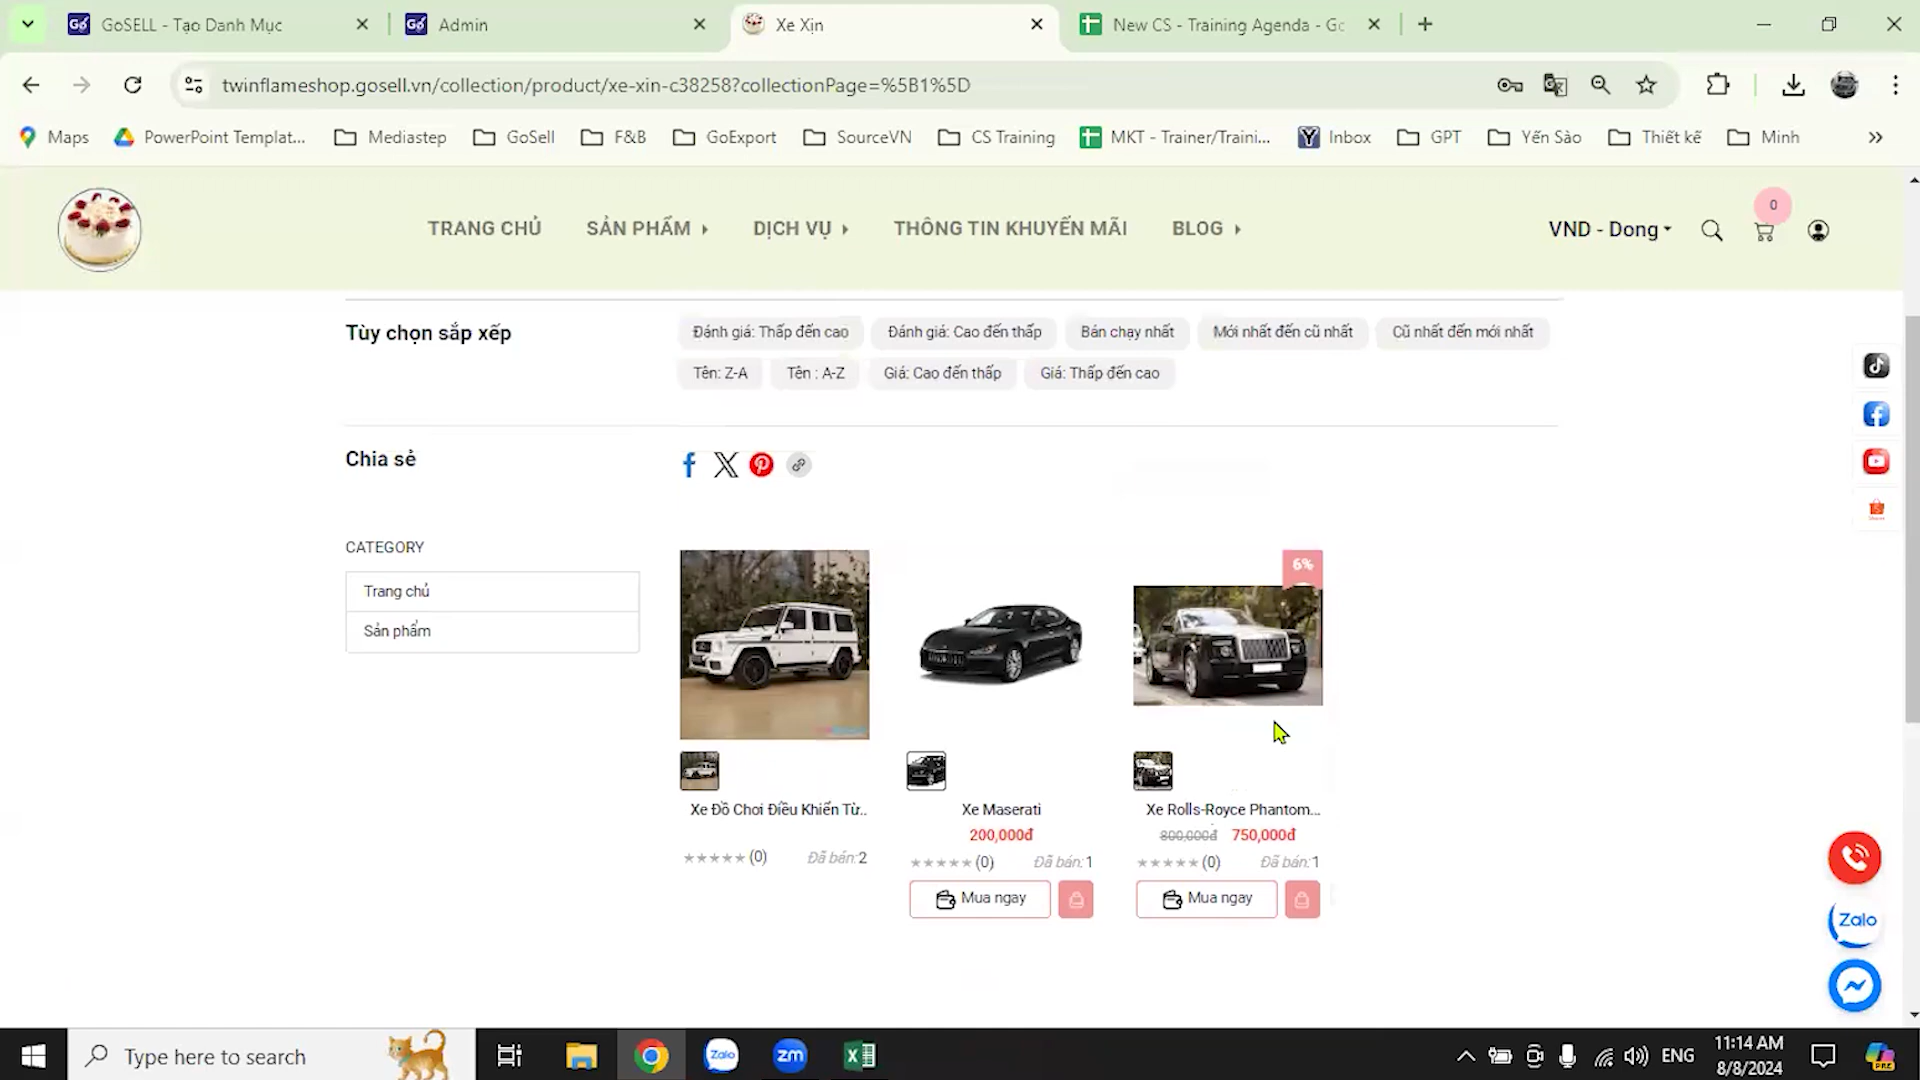 GoSELL - Tạo Danh Mục
Admin
Xe Xịn
New CS - Training Agenda - Go
twinflameshop.gosell.vn/collection/product/xe-xin-c38258?collectionPage=%5B1%5D
Maps
PowerPoint Templat...
Mediastep
GoSell
F&B
GoExport
SourceVN
CS Training
MKT - Trainer/Traini...
Inbox
GPT
Yến Sào
Thiết kế
Minh
TRANG CHỦ
SẢN PHẨM
DỊCH VỤ
THÔNG TIN KHUYẾN MÃI
BLOG
VND - Dong
0
Tùy chọn sắp xếp
Đánh giá: Thấp đến cao
Đánh giá: Cao đến thấp
Bán chạy nhất
Mới nhất đến cũ nhất
Cũ nhất đến mới nhất
Tên: Z-A
Tên : A-Z
Giá: Cao đến thấp
Giá: Thấp đến cao
Chia sẻ
CATEGORY
Trang chủ
Sản phẩm
6%
Xe Đồ Chơi Điều Khiển Từ..
(0)
Đã bán:2
Xe Maserati
200,000đ
(0)
Đã bán:1
Mua ngay
Xe Rolls-Royce Phantom...
800,000đ 750,000đ
(0)
Đã bán:1
Mua ngay
Zalo
Type here to search
Zalo
zm
ENG
11:14 AM
8/8/2024
PRE